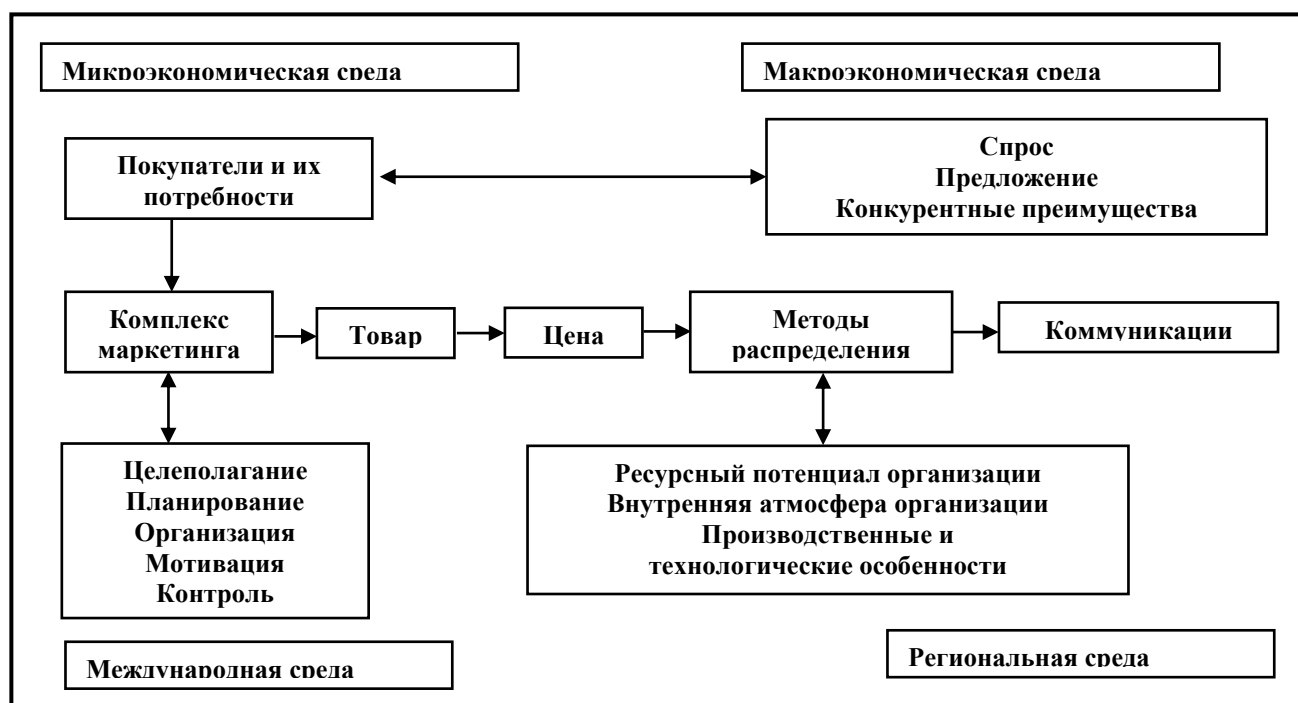 Микроэкономическая среда
Макроэкономическая среда
Покупатели и их
потребности
Спрос
Предложение
Конкурентные преимущества
Комплекс
маркетинга
Товар
Цена
Методы
распределения
Коммуникации
Целеполагание
Планирование
Организация
Мотивация
Контроль
Ресурсный потенциал организации
Внутренняя атмосфера организации
Производственные и
технологические особенности
Международная среда
Региональная среда